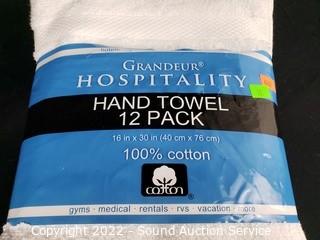 GRANDEUR®
HOSPITALITY
HAND TOWEL
12 PACK
16 in x 30 in (40 cm x 76 cm)
100% cotton
cotton
gyms - medical - rentals - rvs - vacation - more
Copyright 2022 - Sound Auction Service